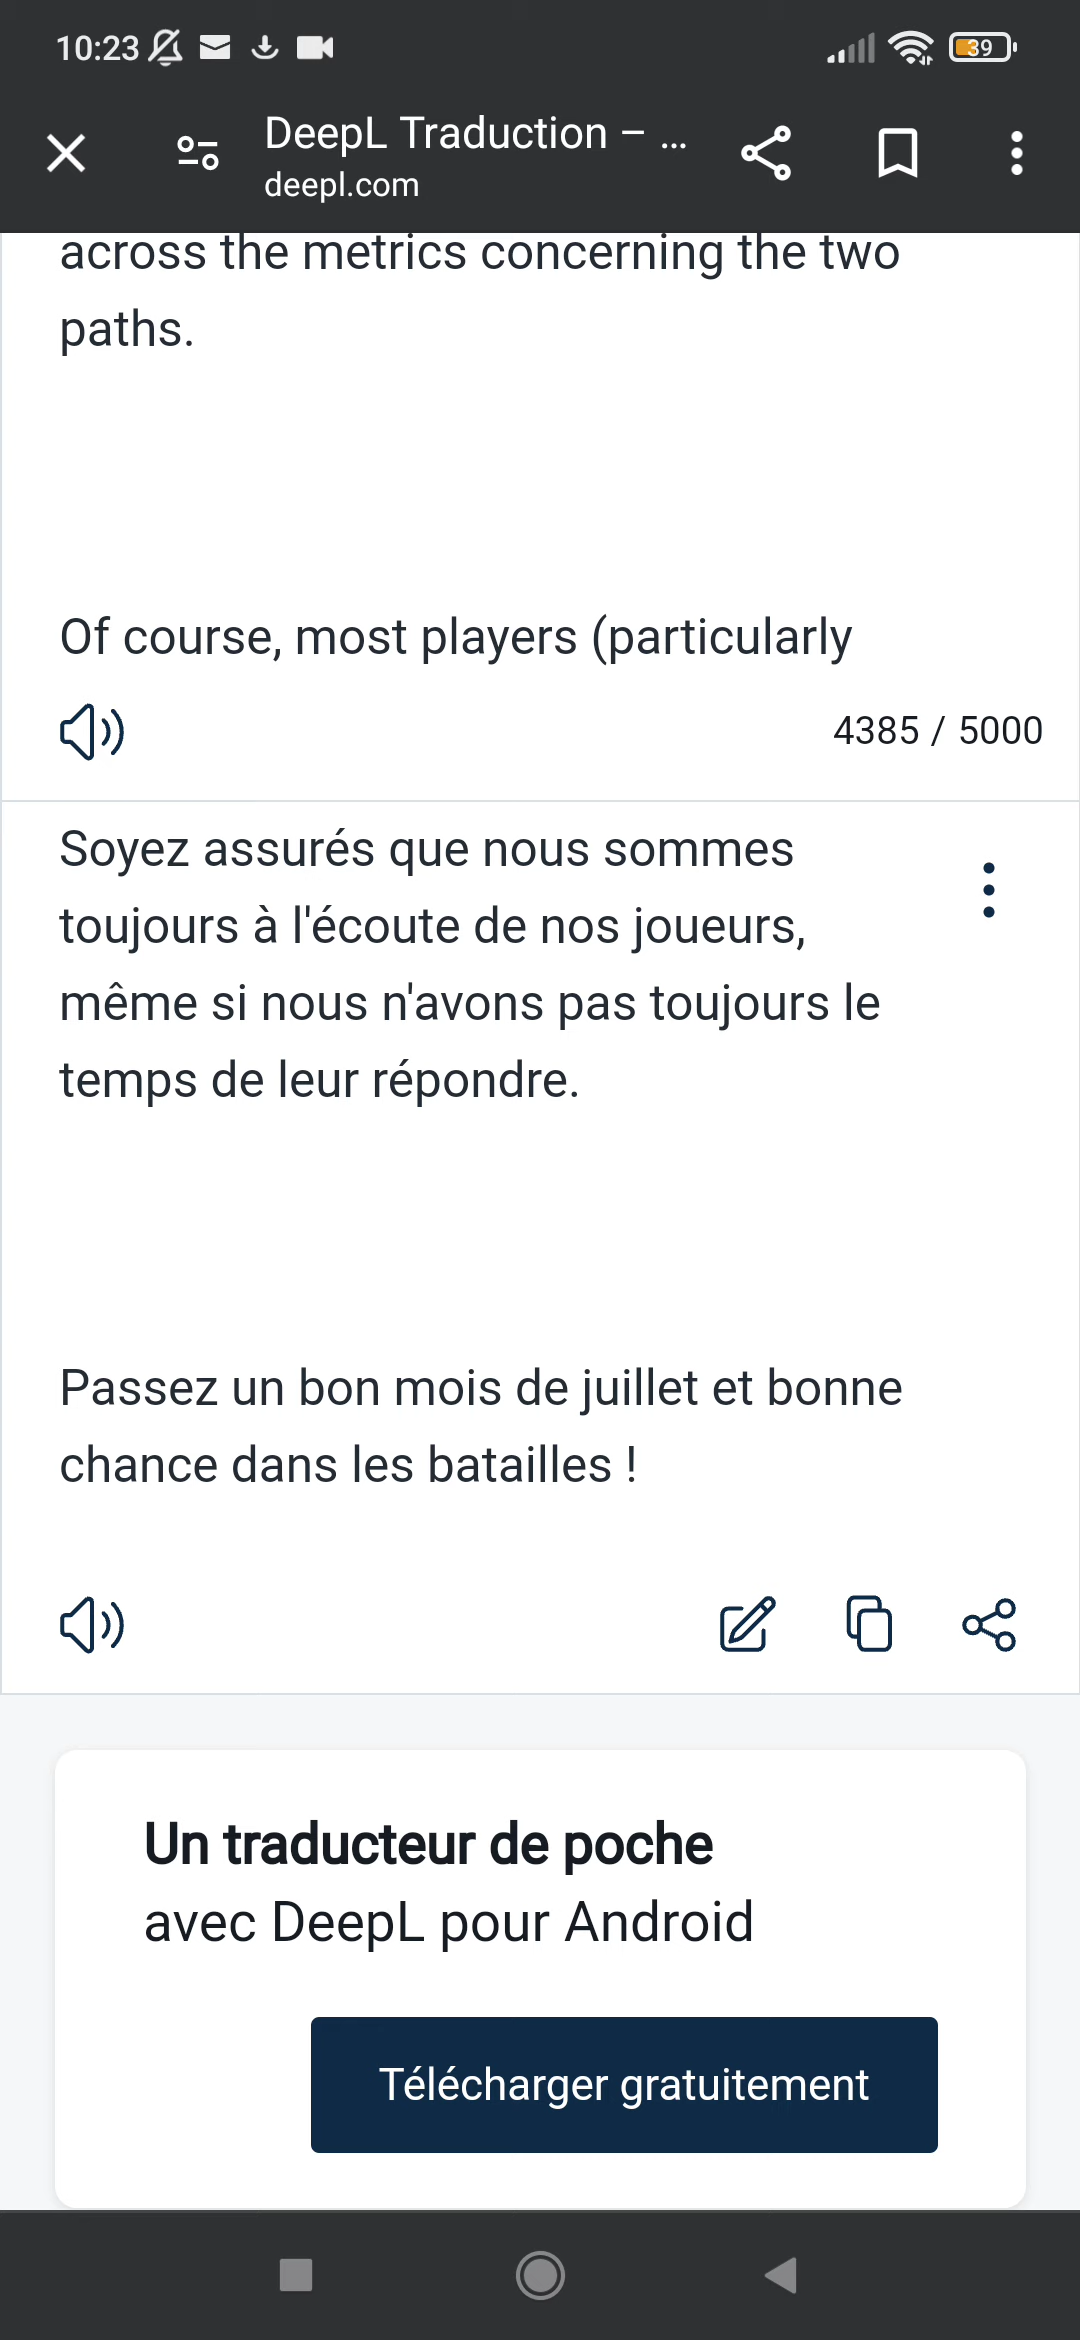 10:23
39
DeepL Traduction – ...
deepl.com
across the metrics concerning the two
paths.
Of course, most players (particularly
4385 / 5000
Soyez assurés que nous sommes
toujours à l'écoute de nos joueurs,
même si nous n'avons pas toujours le
temps de leur répondre.
Passez un bon mois de juillet et bonne
chance dans les batailles !
Un traducteur de poche
avec DeepL pour Android
Télécharger gratuitement